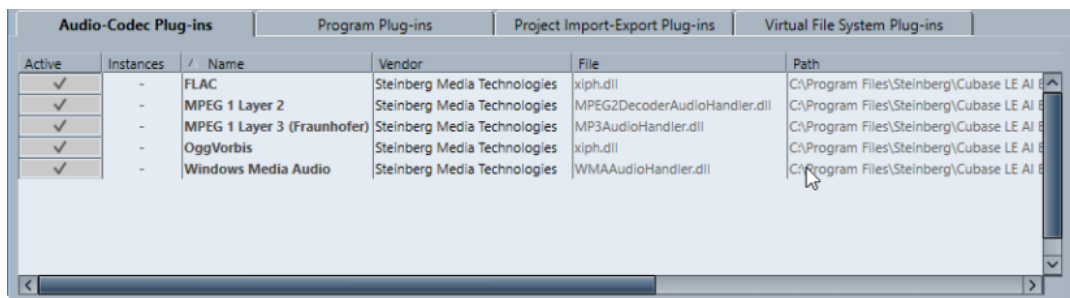 Audio-Codec Plug-ins Program Plug-ins Project Import-Export Plug-ins Virtual File System Plug-ins
Active Instances Name Vendor File Path
- FLAC Steinberg Media Technologies xiph.dll C:\Program Files\Steinberg\Cubase LE AI
- MPEG 1 Layer 2 Steinberg Media Technologies MPEG2DecoderAudioHandler.dll C:\Program Files\Steinberg\Cubase LE AI
- MPEG 1 Layer 3 (Fraunhofer) Steinberg Media Technologies MP3AudioHandler.dll C:\Program Files\Steinberg\Cubase LE AI
- OggVorbis Steinberg Media Technologies xiph.dll C:\Program Files\Steinberg\Cubase LE AI
- Windows Media Audio Steinberg Media Technologies WMAAudioHandler.dll C:\Program Files\Steinberg\Cubase LE AI